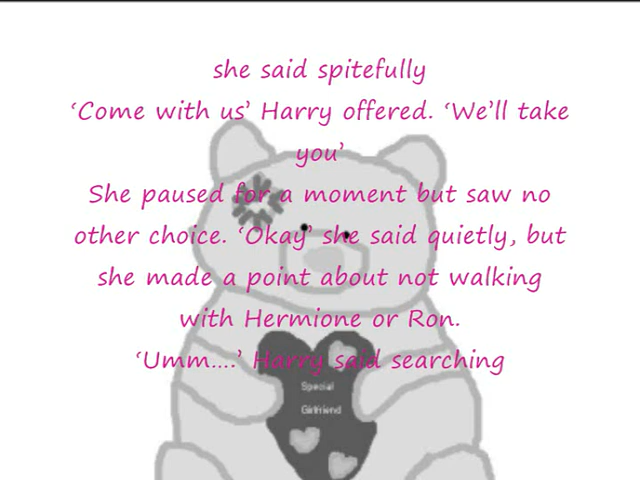 she said spitefully
‘Come with us’ Harry offered. ‘We’ll take
you’
She paused for a moment but saw no
other choice. ‘Okay’ she said quietly, but
she made a point about not walking
with Hermione or Ron.
‘Umm....’ Harry said searching
Special
Girlfriend